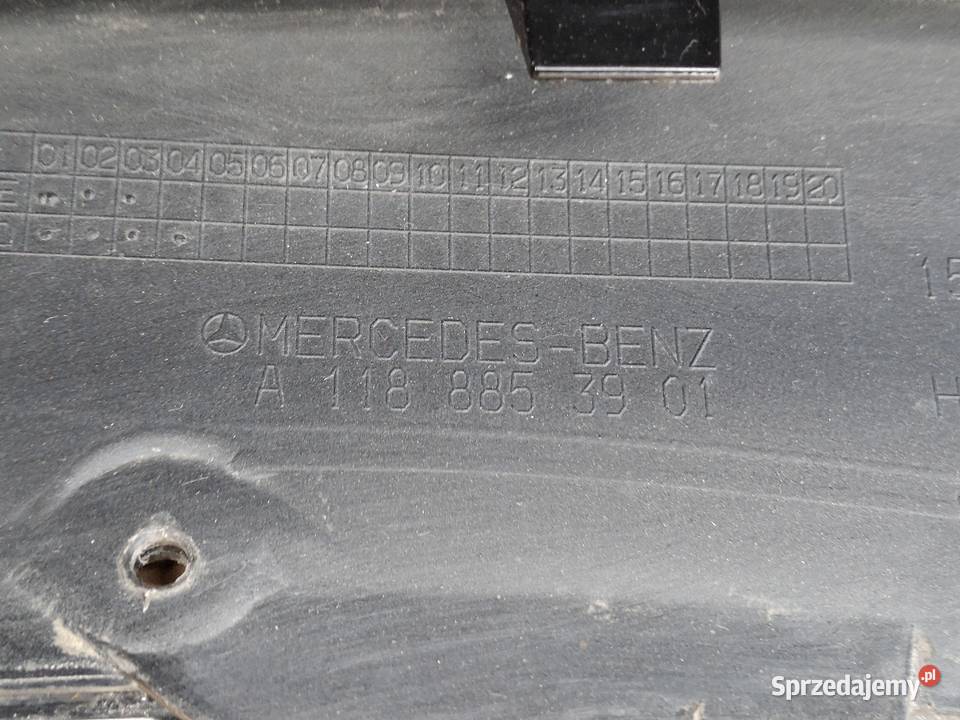 01 02 03 04 05 06 07 08 09 10 11 12 13 14 15 16 17 18 19 20
E
15
MERCEDES-BENZ
A 118 885 39 01
H
Sprzedajemy.pl